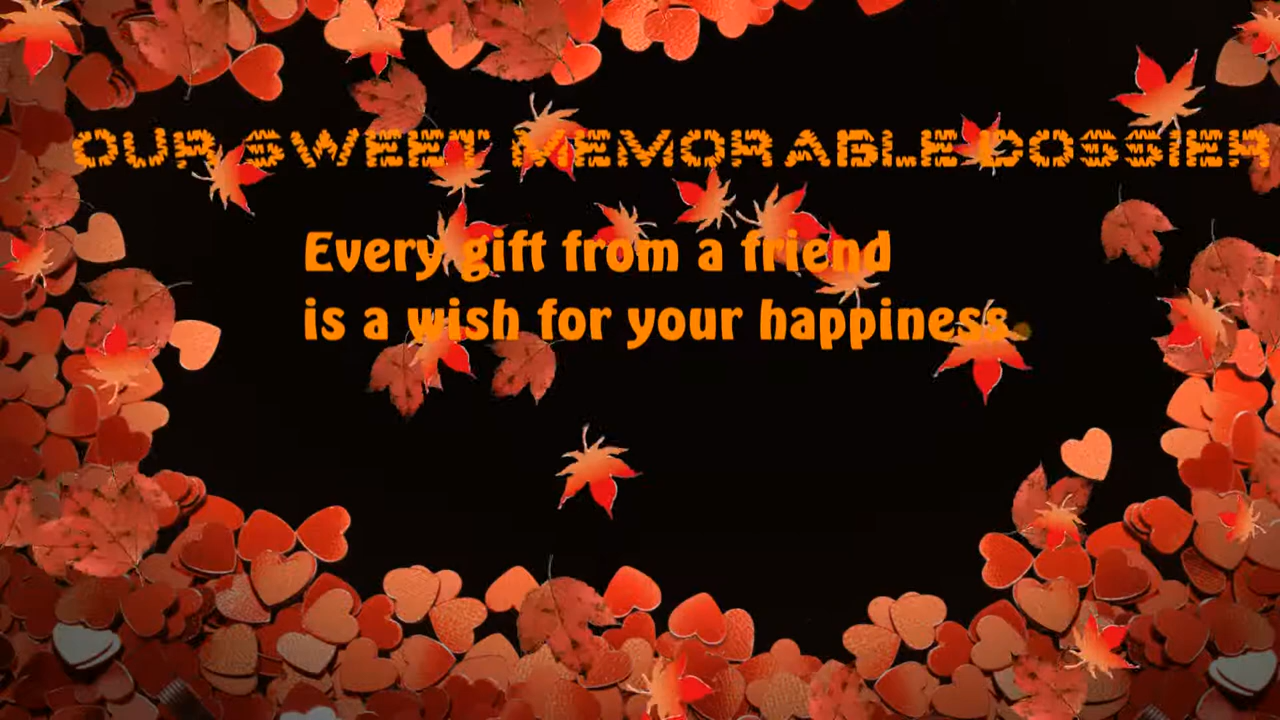 OUR SWEET MEMORABLE DOSSIER
Every gift from a friend
is a wish for your happiness.